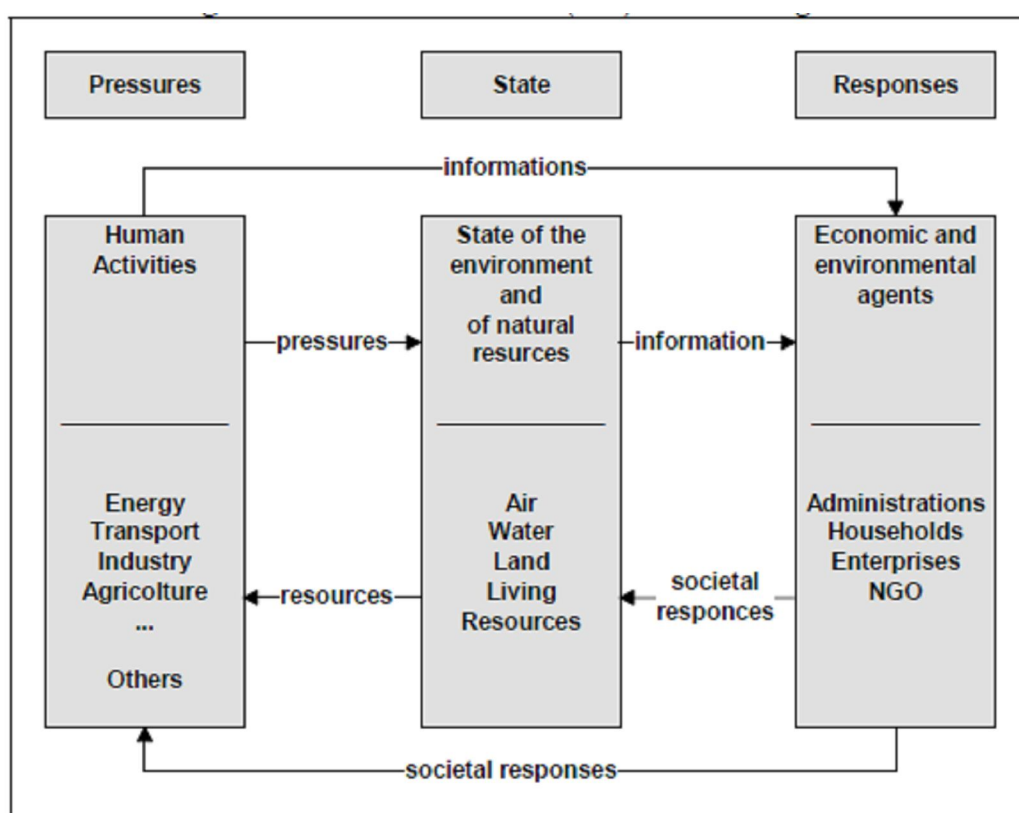 Pressures
State
Responses
informations
Human
Activities
State of the
environment
and
of natural
resurces
Economic and
environmental
agents
pressures
information
Energy
Transport
Industry
Agricolture
...
Others
Air
Water
Land
Living
Resources
Administrations
Households
Enterprises
NGO
resources
societal
responces
societal responses